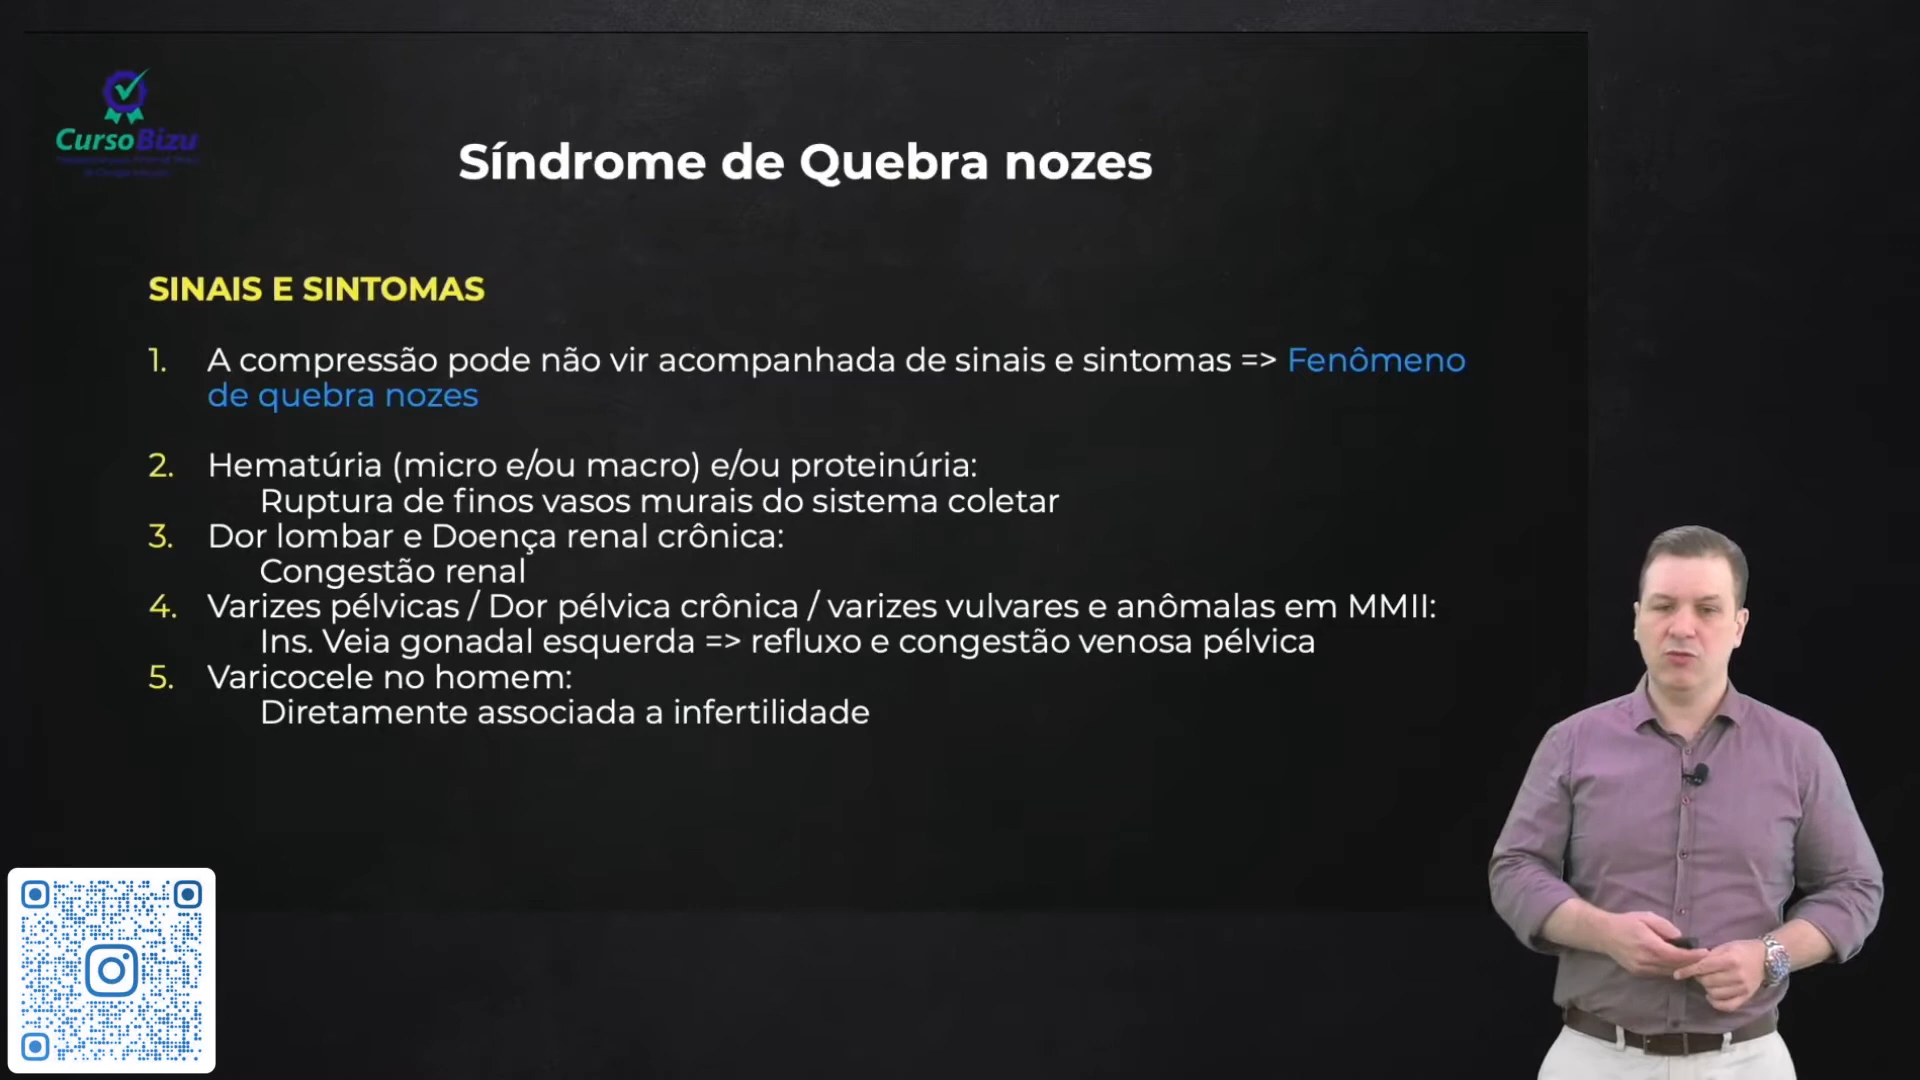 CursoBizu
Síndrome de Quebra nozes
SINAIS E SINTOMAS
1. A compressão pode não vir acompanhada de sinais e sintomas => Fenômeno
de quebra nozes
2. Hematúria (micro e/ou macro) e/ou proteinúria:
Ruptura de finos vasos murais do sistema coletar
3. Dor lombar e Doença renal crônica:
Congestão renal
4. Varizes pélvicas / Dor pélvica crônica / varizes vulvares e anômalas em MMII:
Ins. Veia gonadal esquerda => refluxo e congestão venosa pélvica
5. Varicocele no homem:
Diretamente associada a infertilidade